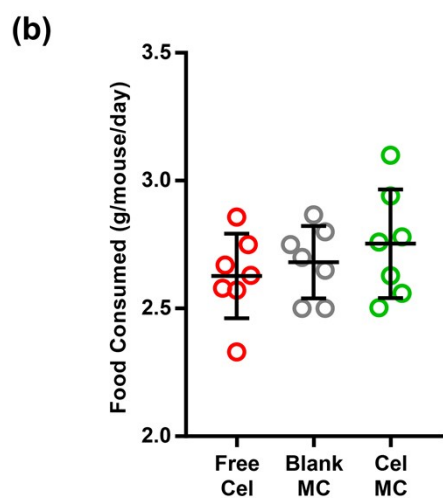 (b)
Food Consumed (g/mouse/day)
3.5
3.0
2.5
2.0
Free
Cel
Blank
MC
Cel
MC